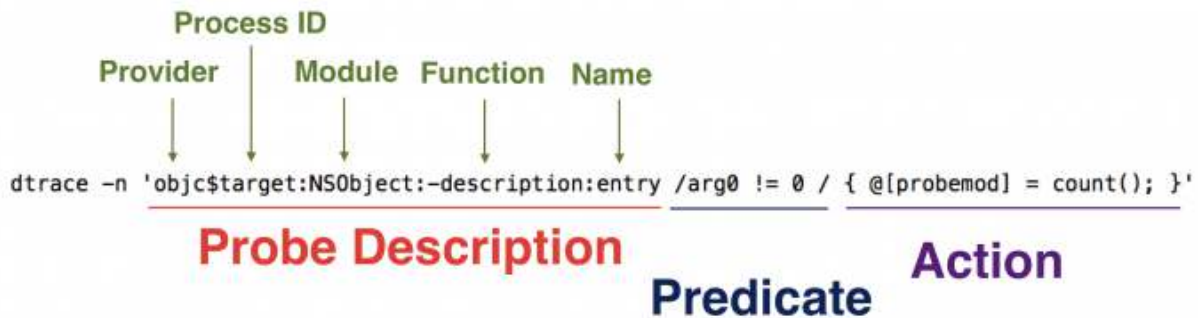 Process ID
Provider Module Function Name
dtrace -n 'objc$target:NSObject:-description:entry /arg0 != 0 / { @[probemod] = count(); }'
Probe Description
Action
Predicate